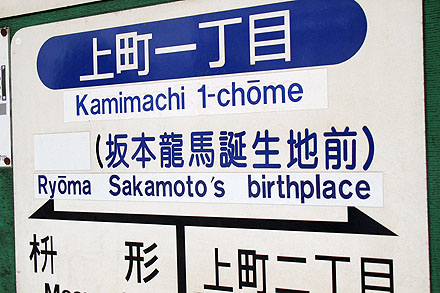 上町一丁目
Kamimachi 1-chōme
(坂本龍馬誕生地前)
Ryōma Sakamoto's birthplace
枡形 上町二丁目